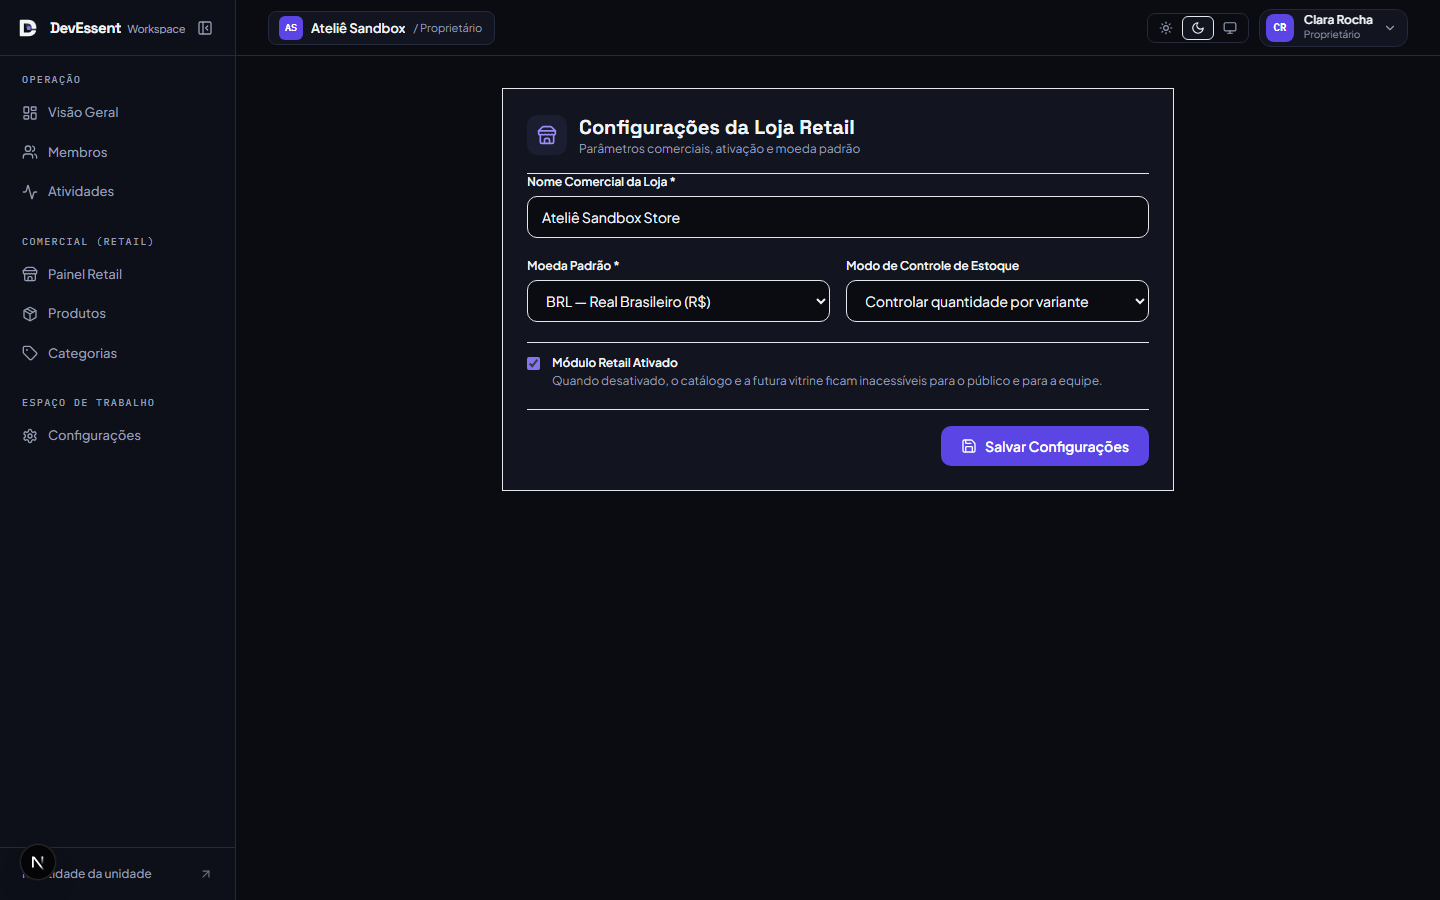 DevEssent Workspace
AS Ateliê Sandbox / Proprietário
CR Clara Rocha
Proprietário
OPERAÇÃO
Visão Geral
Membros
Atividades
COMERCIAL (RETAIL)
Painel Retail
Produtos
Categorias
ESPAÇO DE TRABALHO
Configurações
da unidade
Configurações da Loja Retail
Parâmetros comerciais, ativação e moeda padrão
Nome Comercial da Loja *
Ateliê Sandbox Store
Moeda Padrão *
Modo de Controle de Estoque
BRL — Real Brasileiro (R$)
Controlar quantidade por variante
Módulo Retail Ativado
Quando desativado, o catálogo e a futura vitrine ficam inacessíveis para o público e para a equipe.
Salvar Configurações